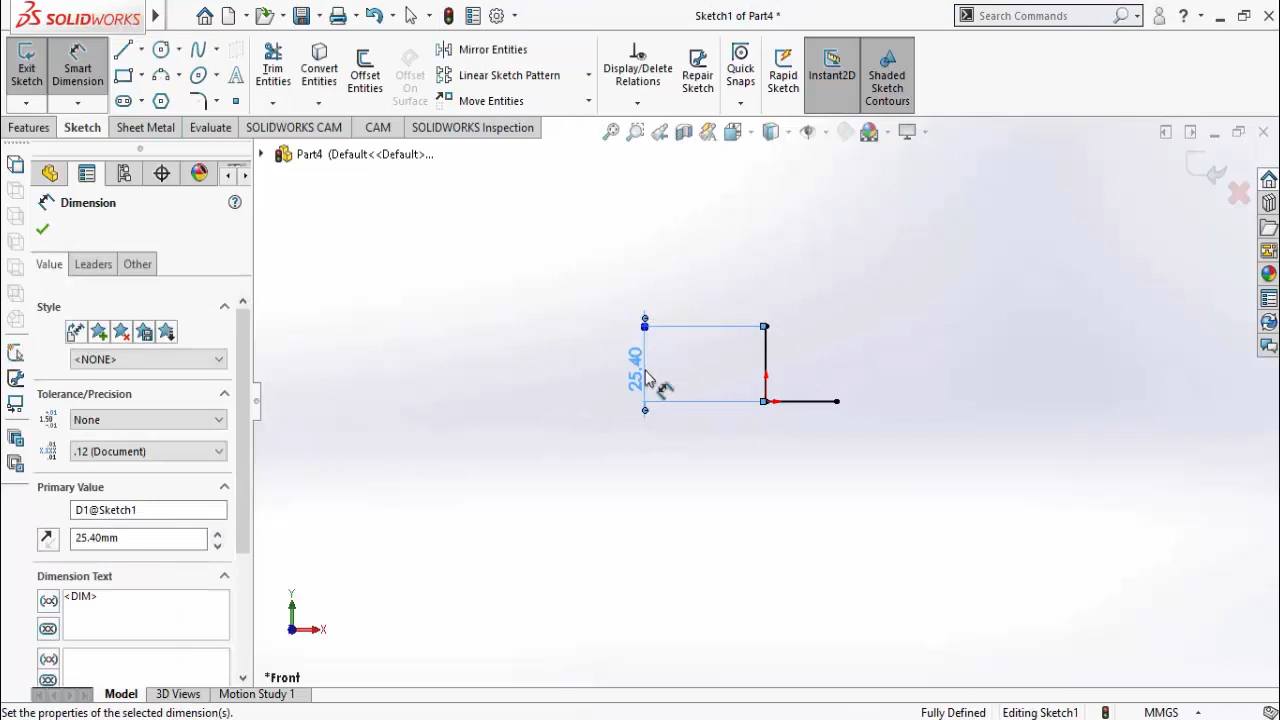 SOLIDWORKS
Sketch1 of Part4 *
Search Commands
Exit Sketch
Smart Dimension
Trim Entities
Convert Entities
Offset Entities
Offset On Surface
Mirror Entities
Linear Sketch Pattern
Move Entities
Display/Delete Relations
Repair Sketch
Quick Snaps
Rapid Sketch
Instant2D
Shaded Sketch Contours
Features
Sketch
Sheet Metal
Evaluate
SOLIDWORKS CAM
CAM
SOLIDWORKS Inspection
Part4 (Default<<Default>...
Dimension
Value
Leaders
Other
Style
<NONE>
Tolerance/Precision
None
.12 (Document)
Primary Value
D1@Sketch1
25.40mm
Dimension Text
<DIM>
25.40
Y
X
*Front
Model
3D Views
Motion Study 1
Set the properties of the selected dimension(s).
Fully Defined
Editing Sketch1
MMGS